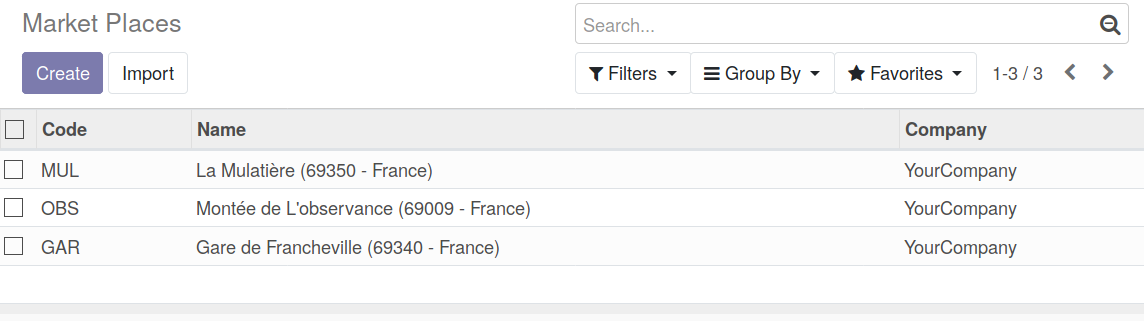 Market Places
Search...
Create Import Filters Group By Favorites 1-3 / 3
Code Name Company
MUL La Mulatière (69350 - France) YourCompany
OBS Montée de L'observance (69009 - France) YourCompany
GAR Gare de Francheville (69340 - France) YourCompany